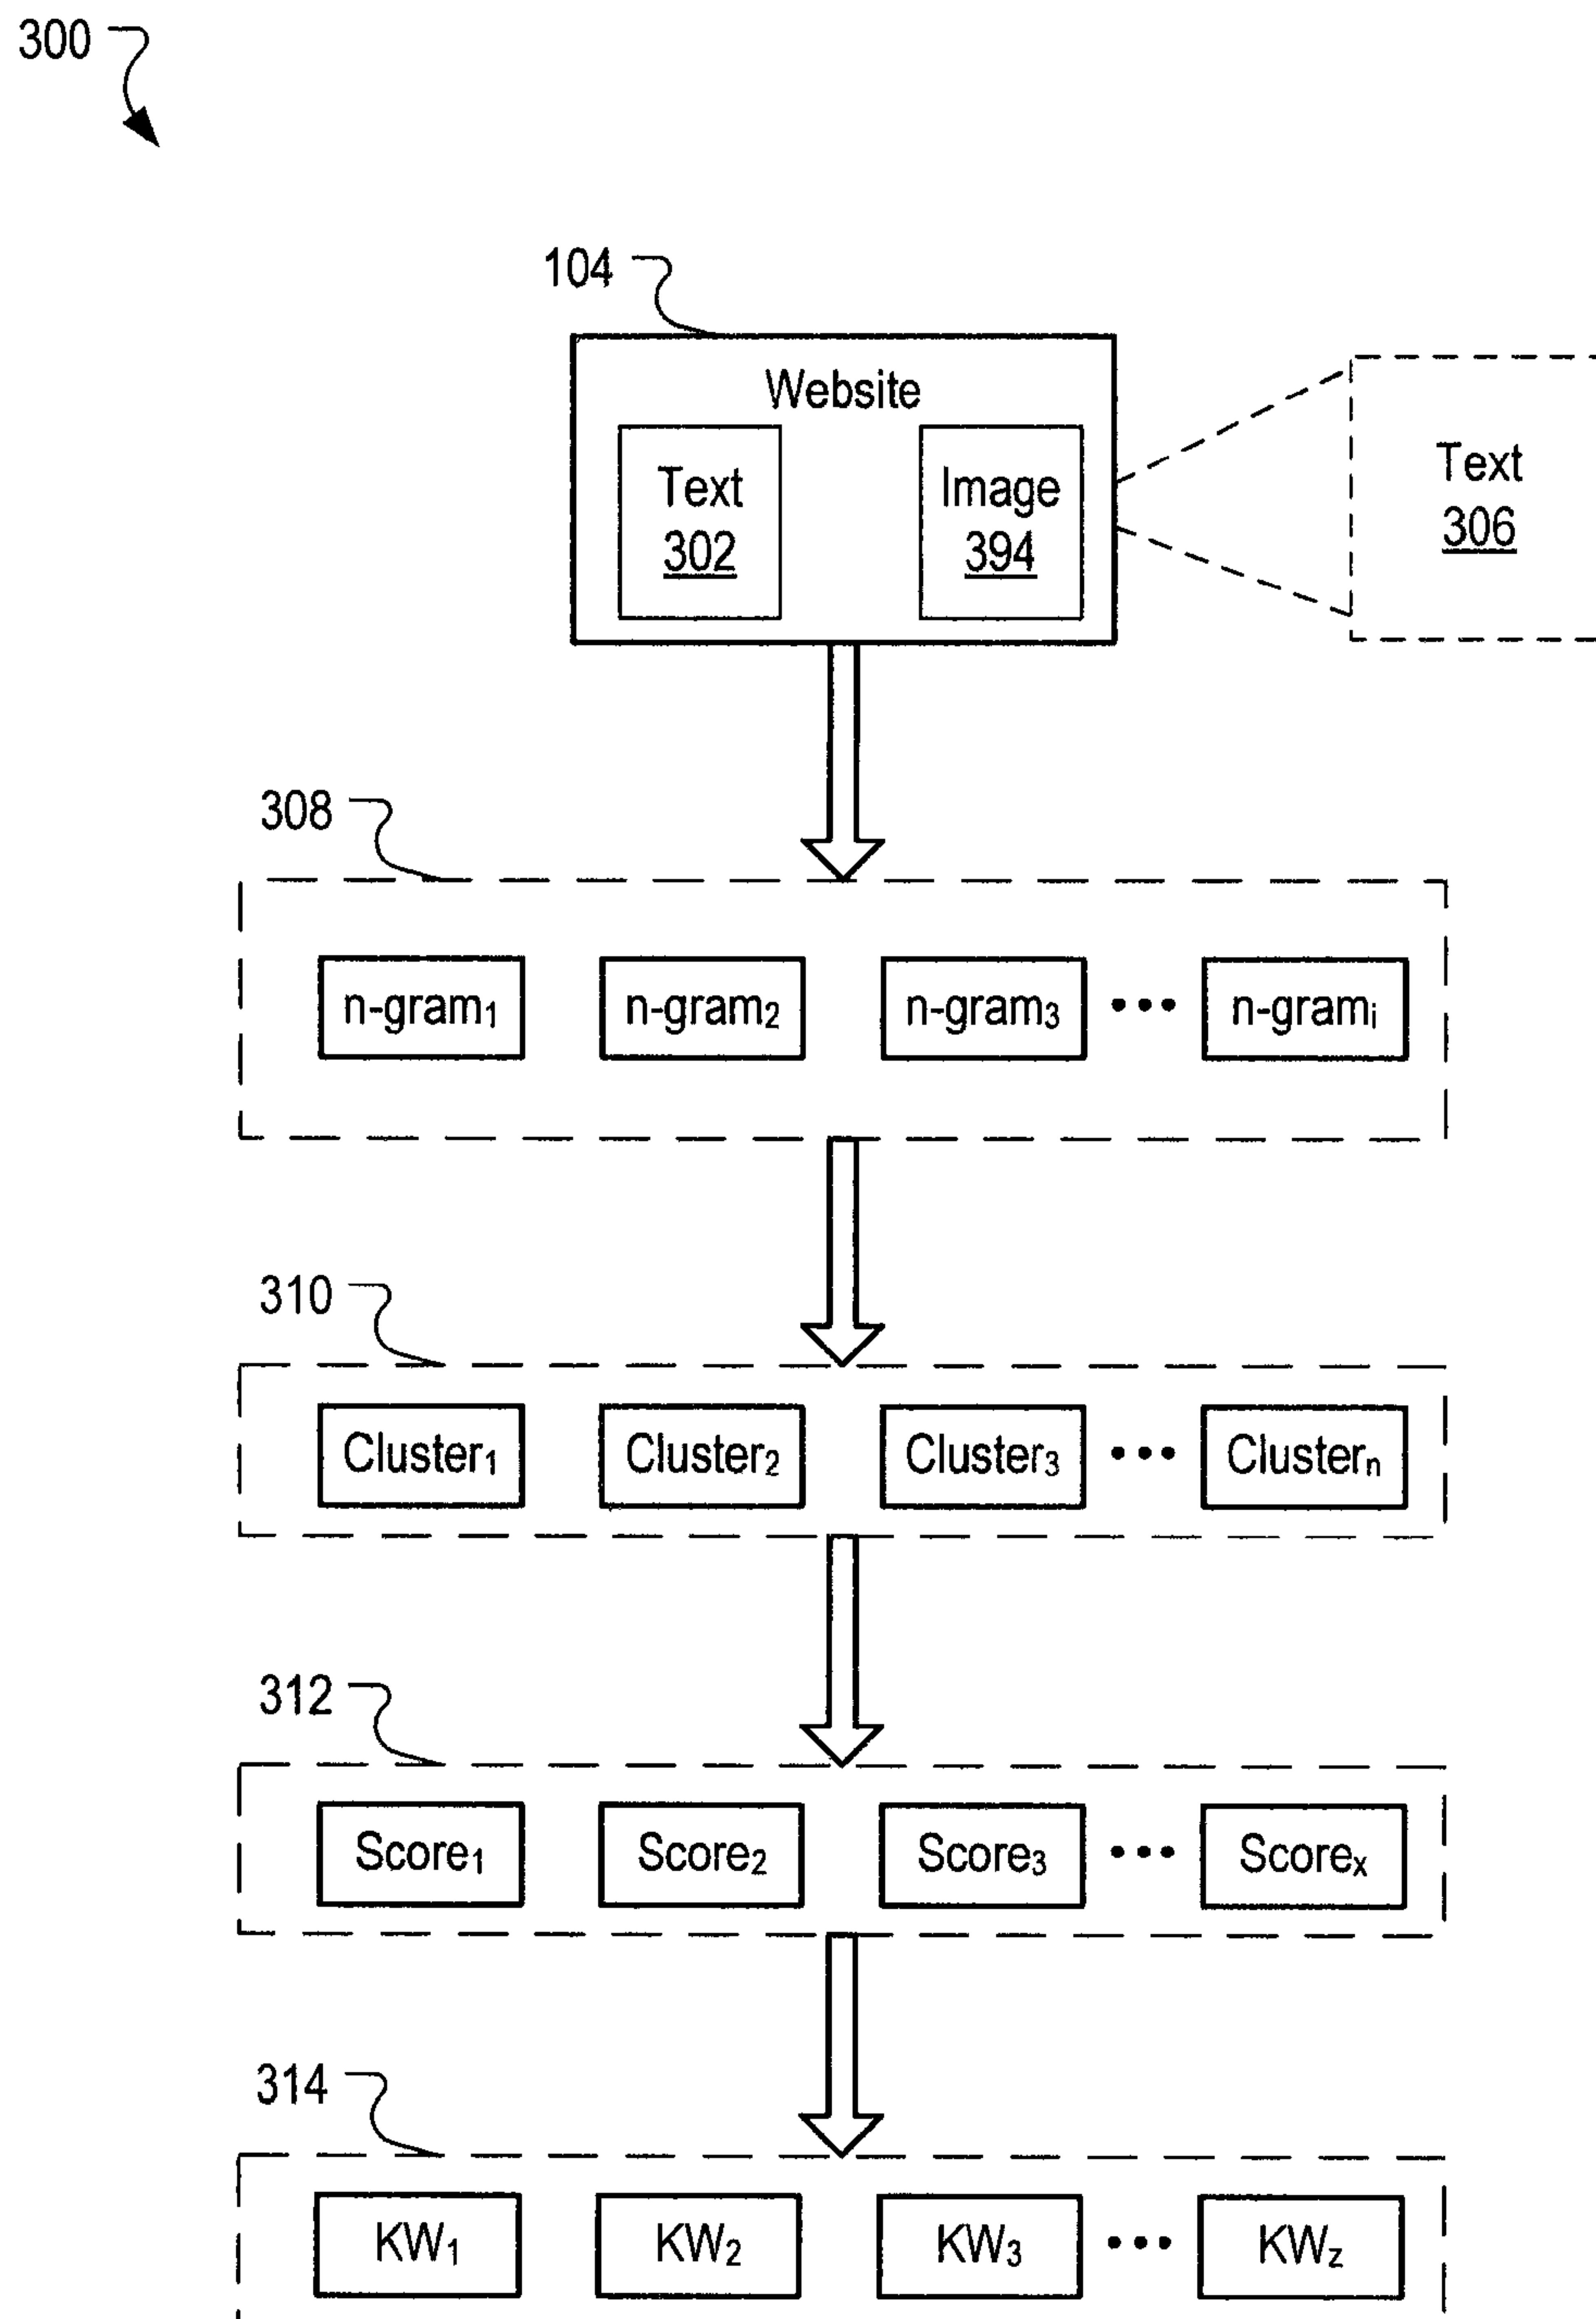 300
104
Website
Text
302
Image
394
Text
306
308
n-gram₁ n-gram₂ n-gram₃ ••• n-gramᵢ
310
Cluster₁ Cluster₂ Cluster₃ ••• Clusterₙ
312
Score₁ Score₂ Score₃ ••• Scoreₓ
314
KW₁ KW₂ KW₃ ••• KW_z